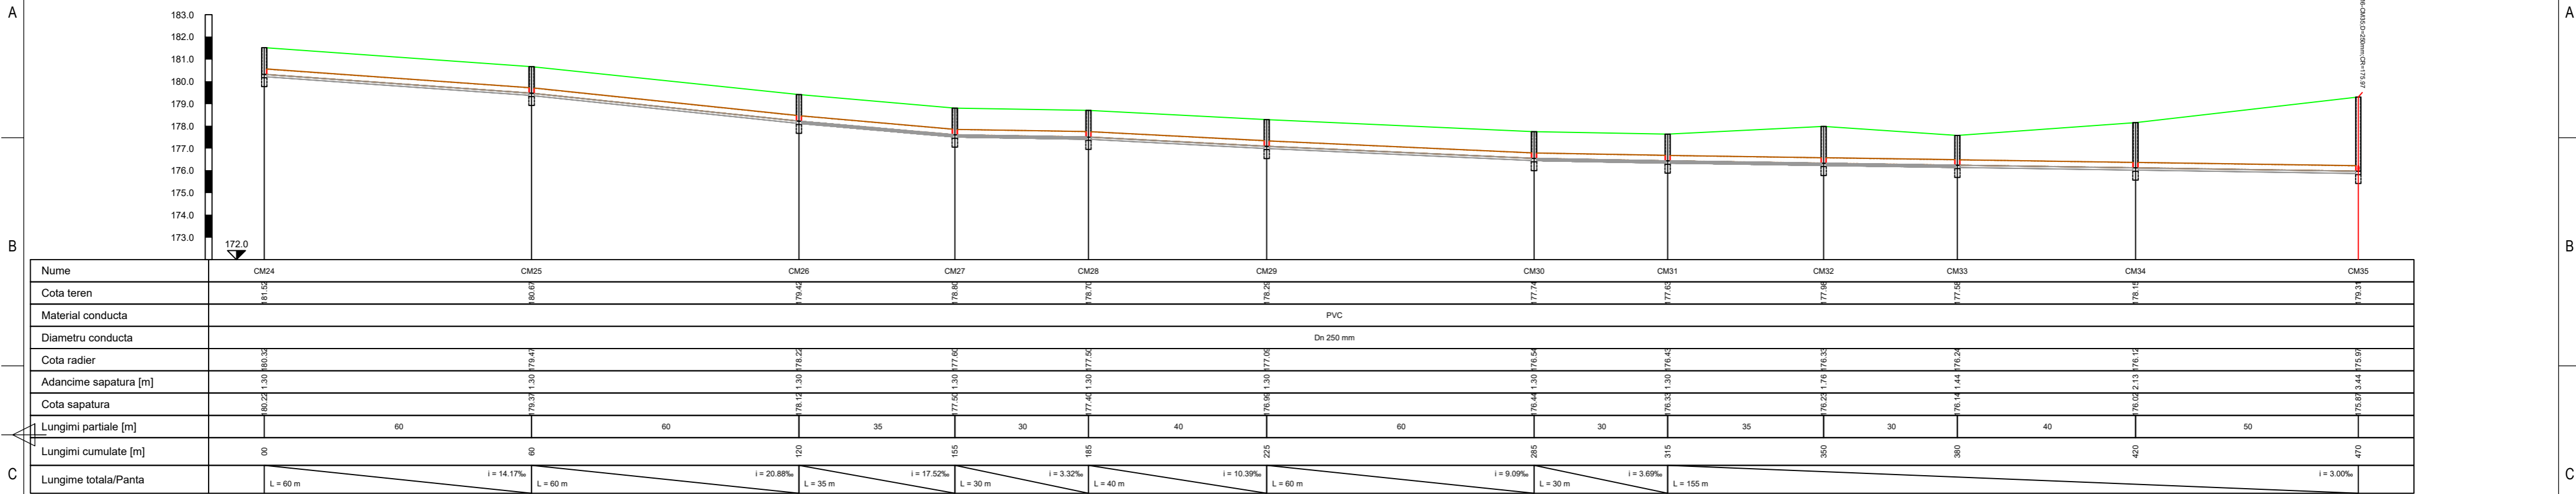 A
A
183.0
182.0
181.0
180.0
179.0
178.0
177.0
176.0
175.0
174.0
173.0
172.0
B
B
Nume CM24 CM25 CM26 CM27 CM28 CM29 CM30 CM31 CM32 CM33 CM34 CM35
Cota teren 181.52 180.67 179.42 178.80 178.70 178.29 177.74 177.63 177.98 177.58 178.15 179.31
Material conducta PVC
Diametru conducta Dn 250 mm
Cota radier 180.32 179.47 178.22 177.60 177.50 177.09 176.54 176.43 176.33 176.24 176.12 175.97
Adancime sapatura [m] 1.30 1.30 1.30 1.30 1.30 1.30 1.30 1.30 1.76 1.44 2.13 3.44
Cota sapatura 180.22 179.37 178.12 177.50 177.40 176.99 176.44 176.33 176.23 176.14 176.02 175.87
Lungimi partiale [m] 60 60 35 30 40 60 30 35 30 40 50
Lungimi cumulate [m] 00 60 120 155 185 225 285 315 350 380 420 470
Lungime totala/Panta
L = 60 m i = 14.17‰
L = 60 m i = 20.88‰
L = 35 m i = 17.52‰
L = 30 m i = 3.32‰
L = 40 m i = 10.39‰
L = 60 m i = 9.09‰
L = 30 m i = 3.69‰
L = 155 m i = 3.00‰
C
C